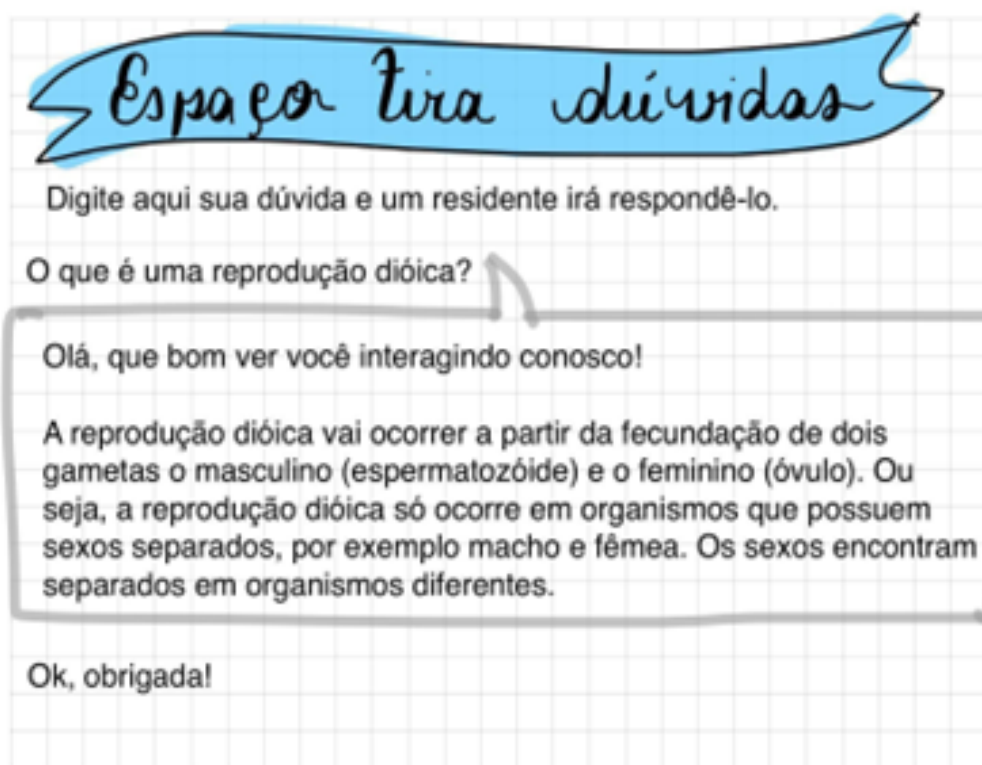 Espaço tira dúvidas
Digite aqui sua dúvida e um residente irá respondê-lo.
O que é uma reprodução dióica?
Olá, que bom ver você interagindo conosco!
A reprodução dióica vai ocorrer a partir da fecundação de dois
gametas o masculino (espermatozóide) e o feminino (óvulo). Ou
seja, a reprodução dióica só ocorre em organismos que possuem
sexos separados, por exemplo macho e fêmea. Os sexos encontram
separados em organismos diferentes.
Ok, obrigada!